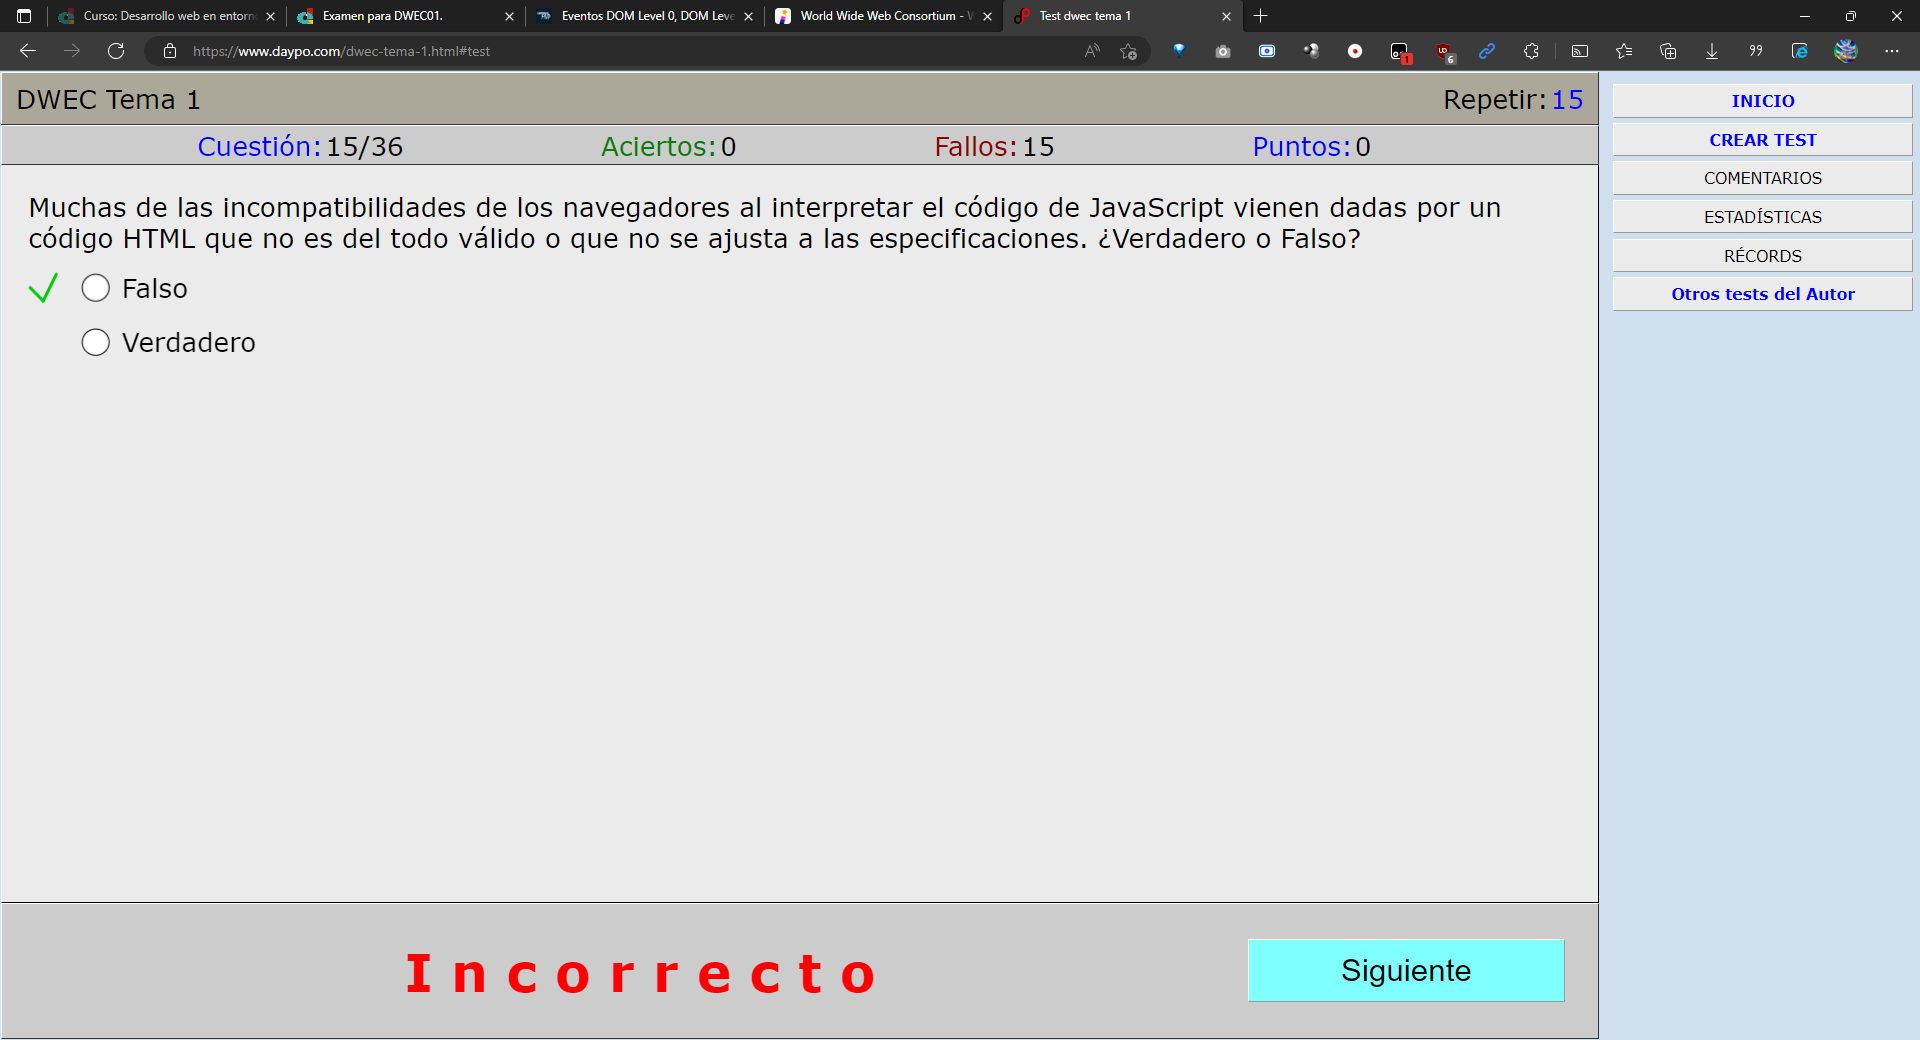 Curso: Desarrollo web en entorn
Examen para DWEC01.
Eventos DOM Level 0, DOM Leve
World Wide Web Consortium - W
Test dwec tema 1
https://www.daypo.com/dwec-tema-1.html#test
1
6
DWEC Tema 1
Repetir: 15
Cuestión: 15/36
Aciertos: 0
Fallos: 15
Puntos: 0
Muchas de las incompatibilidades de los navegadores al interpretar el código de JavaScript vienen dadas por un
código HTML que no es del todo válido o que no se ajusta a las especificaciones. ¿Verdadero o Falso?
Falso
Verdadero
Incorrecto
Siguiente
INICIO
CREAR TEST
COMENTARIOS
ESTADÍSTICAS
RÉCORDS
Otros tests del Autor